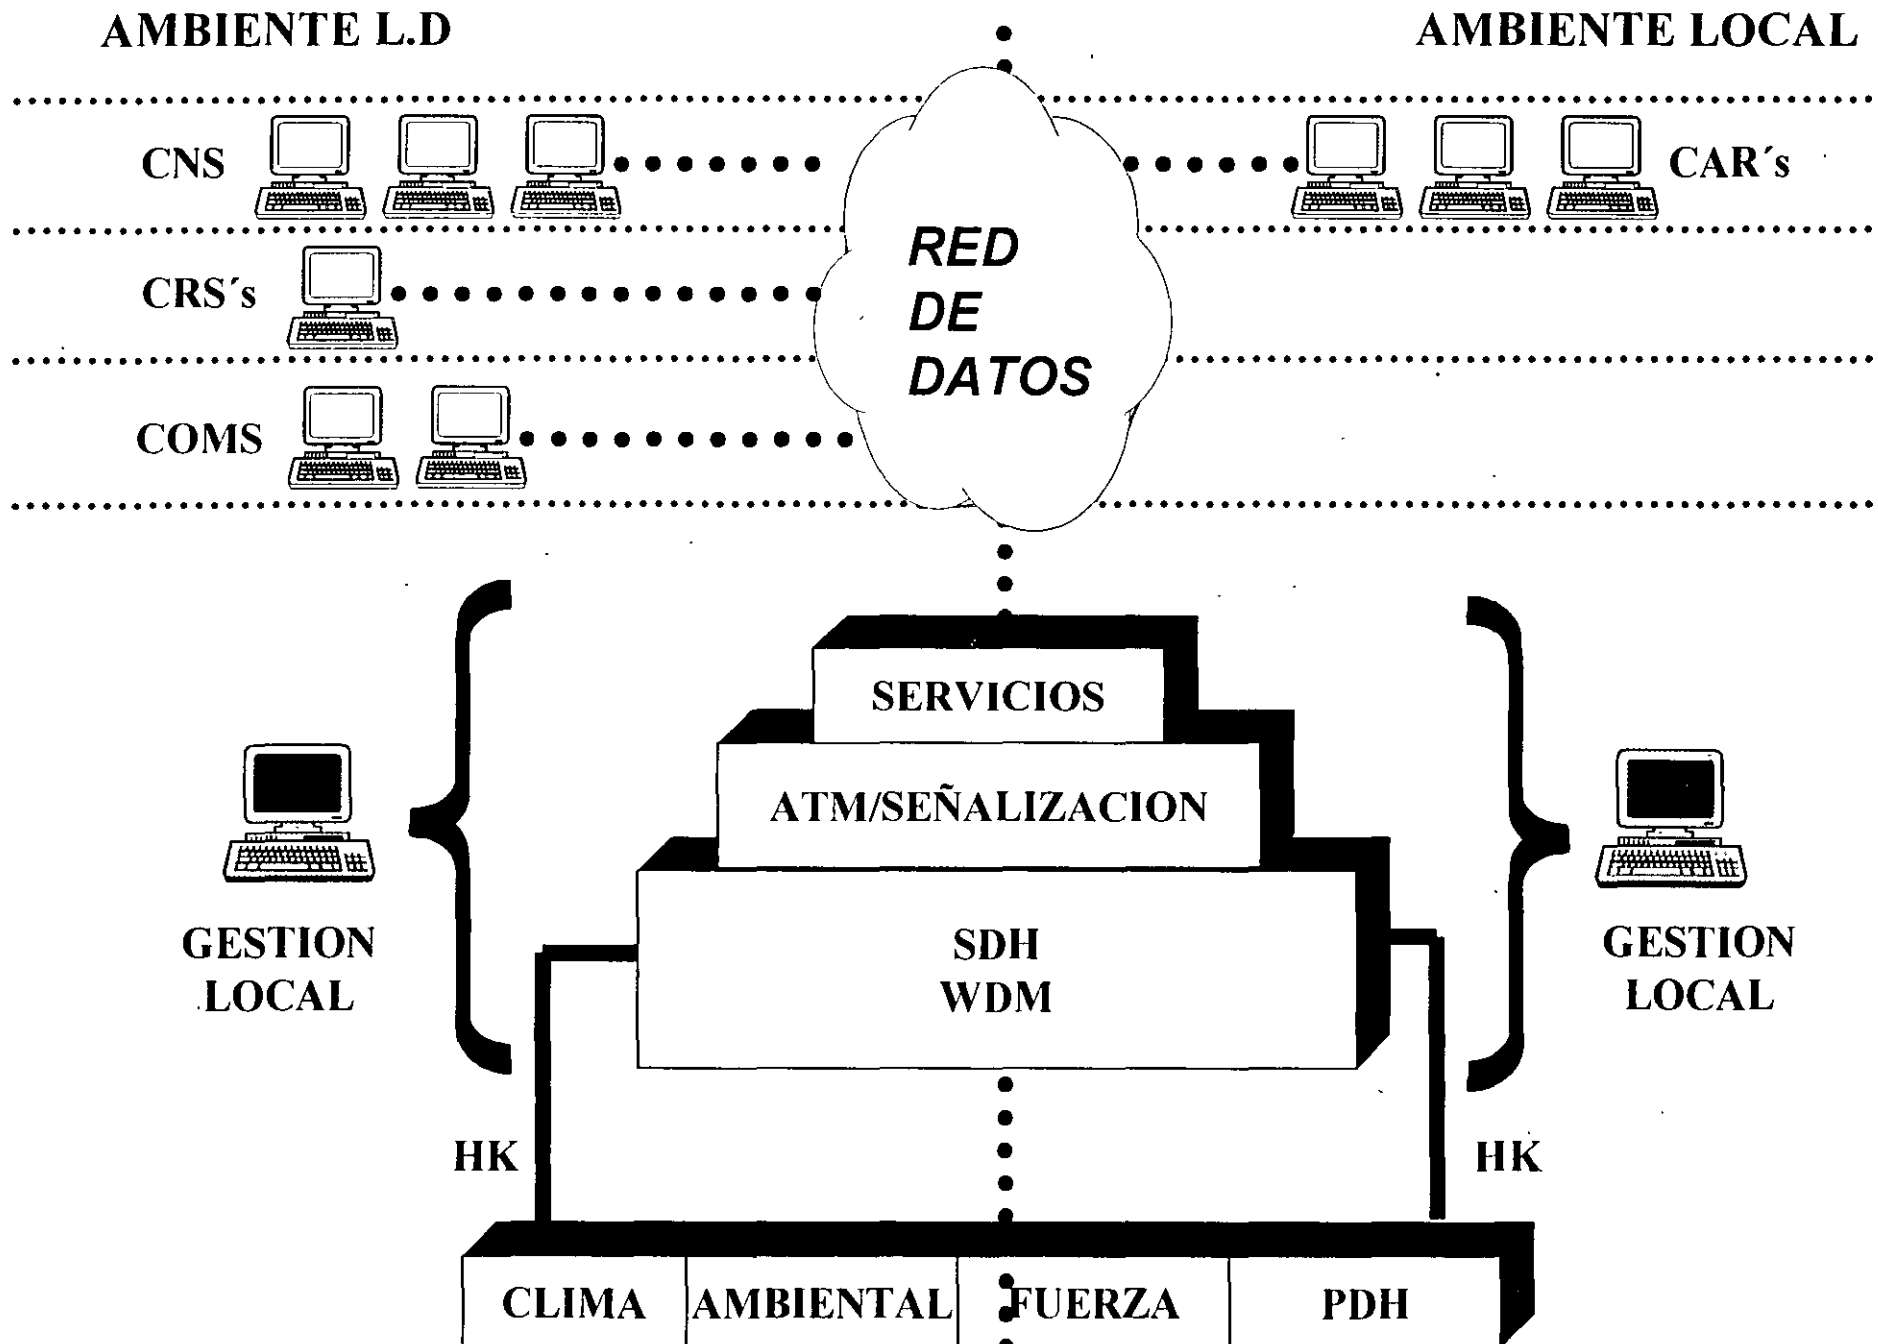 AMBIENTE L.D
AMBIENTE LOCAL
CNS
CAR´s
CRS´s
COMS
RED
DE
DATOS
SERVICIOS
ATM/SEÑALIZACION
SDH
WDM
GESTION
LOCAL
GESTION
LOCAL
HK
HK
CLIMA
AMBIENTAL
FUERZA
PDH